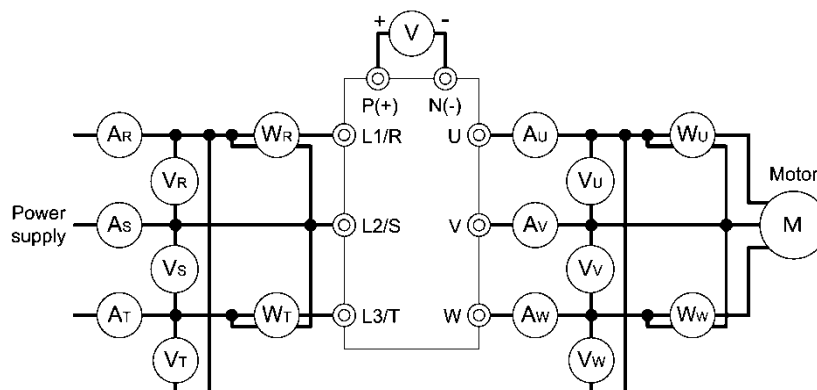 + V -
P(+) N(-)
AR WR L1/R U AU WU
VR VU Motor
Power supply
AS L2/S V AV M
VS VV
AT WT L3/T W AW WW
VT VW